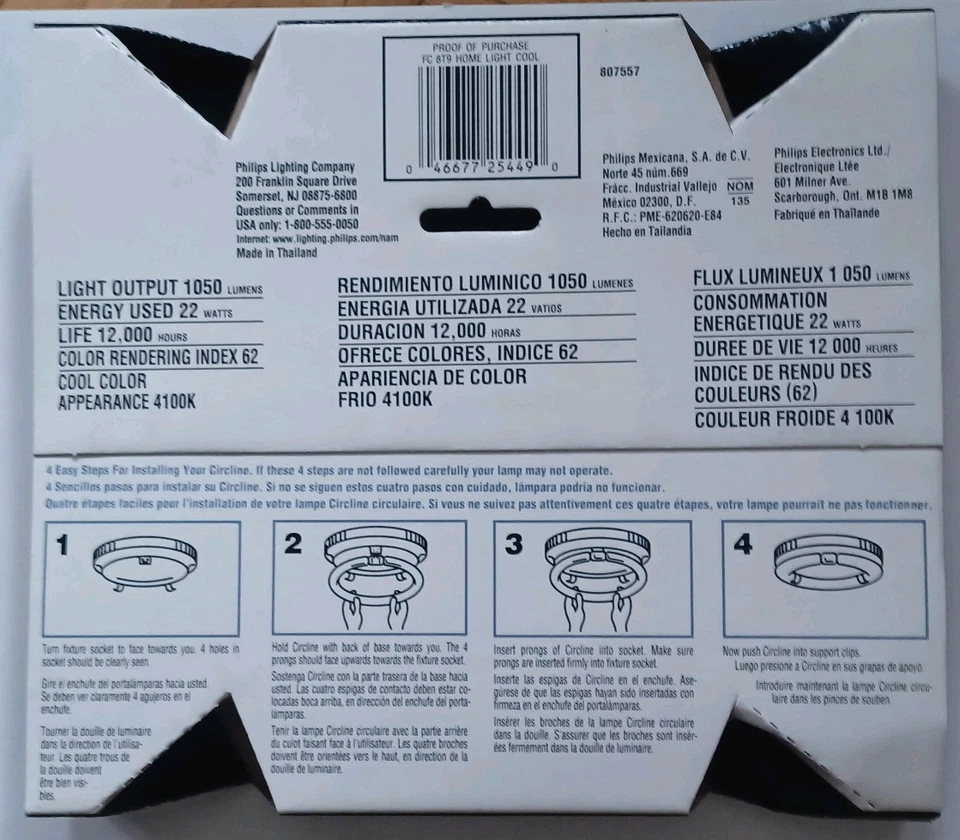 PROOF OF PURCHASE
FC 8T9 HOME LIGHT COOL
0 46677 25449 0
807557
Philips Lighting Company
200 Franklin Square Drive
Somerset, NJ 08875-6800
Questions or Comments in
USA only: 1-800-555-0050
Internet: www.lighting.philips.com/nam
Made in Thailand
Philips Mexicana, S.A. de C.V.
Norte 45 núm.669
Frácc. Industrial Vallejo
México 02300, D.F.
R.F.C.: PME-620620-E84
Hecho en Tailandia
NOM
135
Philips Electronics Ltd./
Electronique Ltée
601 Milner Ave.
Scarborough, Ont. M1B 1M8
Fabriqué en Thaïlande
LIGHT OUTPUT 1050 LUMENS
ENERGY USED 22 WATTS
LIFE 12,000 HOURS
COLOR RENDERING INDEX 62
COOL COLOR
APPEARANCE 4100K
RENDIMIENTO LUMINICO 1050 LUMENES
ENERGIA UTILIZADA 22 VATIOS
DURACION 12,000 HORAS
OFRECE COLORES, INDICE 62
APARIENCIA DE COLOR
FRIO 4100K
FLUX LUMINEUX 1 050 LUMENS
CONSOMMATION
ENERGETIQUE 22 WATTS
DUREE DE VIE 12 000 HEURES
INDICE DE RENDU DES
COULEURS (62)
COULEUR FROIDE 4 100K
4 Easy Steps For Installing Your Circline. If these 4 steps are not followed carefully your lamp may not operate.
4 Sencillos pasos para instalar su Circline. Si no se siguen estos cuatro pasos con cuidado, lámpara podría no funcionar.
Quatre étapes faciles pour l'installation de votre lampe Circline circulaire. Si vous ne suivez pas attentivement ces quatre étapes, votre lampe pourrait ne pas fonctionner.
1
Turn fixture socket to face towards you. 4 holes in
socket should be clearly seen.
Gire el enchufe del portalámparas hacia usted.
Se deben ver claramente 4 agujeros en el
enchufe.
Tourner la douille de luminaire
dans la direction de l'utilisa-
teur. Les quatre trous de
la douille doivent
être bien visi-
bles.
2
Hold Circline with back of base towards you. The 4
prongs should face upwards towards the fixture socket.
Sostenga Circline con la parte trasera de la base hacia
usted. Las cuatro espigas de contacto deben estar co-
locadas boca arriba, en dirección del enchufe del porta-
lámparas.
Tenir la lampe Circline circulaire avec la partie arrière
du culot faisant face à l'utilisateur. Les quatre broches
doivent être orientées vers le haut, en direction de la
douille de luminaire.
3
Insert prongs of Circline into socket. Make sure
prongs are inserted firmly into fixture socket.
Inserte las espigas de Circline en el enchufe. Ase-
gúrese de que las espigas hayan sido insertadas con
firmeza en el enchufe del portalámparas.
Insérer les broches de la lampe Circline circulaire
dans la douille. S'assurer que les broches sont insér-
ées fermement dans la douille de luminaire.
4
Now push Circline into support clips.
Luego presione a Circline en sus grapas de apoyo.
Introduire maintenant la lampe Circline circu-
laire dans les pinces de soutien.